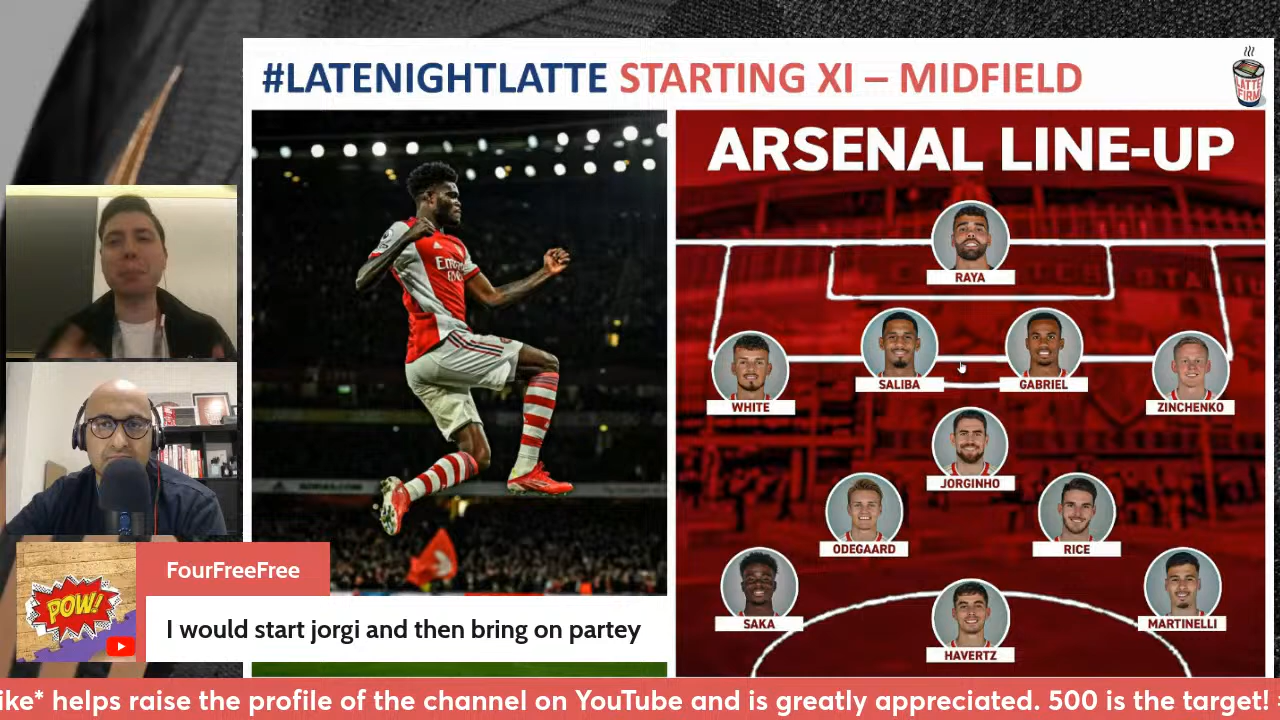 #LATENIGHTLATTE STARTING XI – MIDFIELD
LATTE
FIRM
ARSENAL LINE-UP
RAYA
SALIBA
GABRIEL
WHITE
ZINCHENKO
JORGINHO
ODEGAARD
RICE
SAKA
MARTINELLI
HAVERTZ
POW!
FourFreeFree
I would start jorgi and then bring on partey
ike* helps raise the profile of the channel on YouTube and is greatly appreciated. 500 is the target!